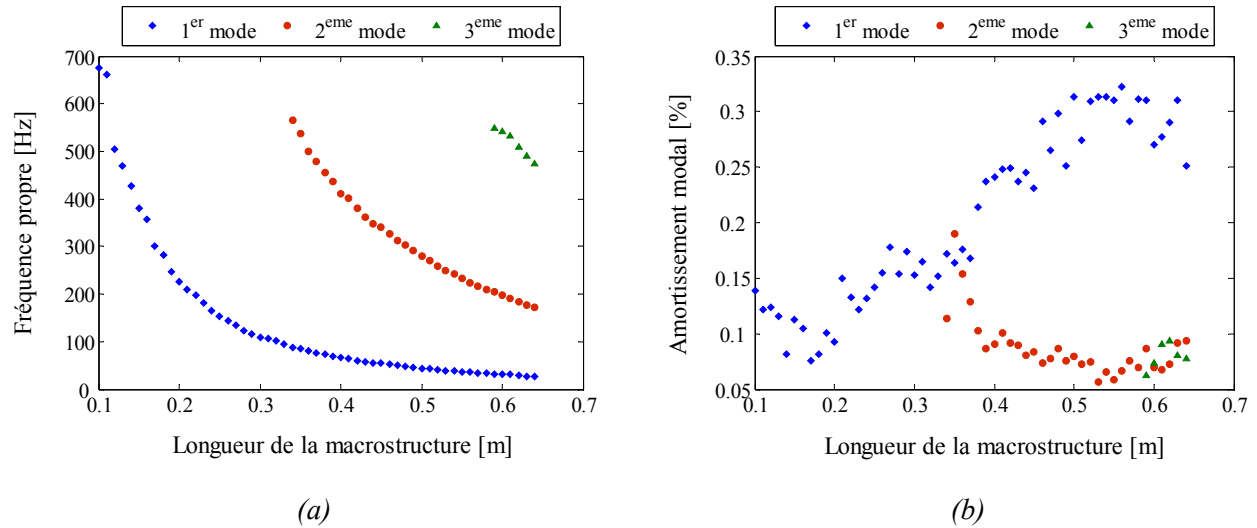 1er mode 2eme mode 3eme mode
700
600
500
400
300
200
100
0
Fréquence propre [Hz]
0.1 0.2 0.3 0.4 0.5 0.6 0.7
Longueur de la macrostructure [m]
(a)
1er mode 2eme mode 3eme mode
0.35
0.3
0.25
0.2
0.15
0.1
0.05
Amortissement modal [%]
0.1 0.2 0.3 0.4 0.5 0.6 0.7
Longueur de la macrostructure [m]
(b)